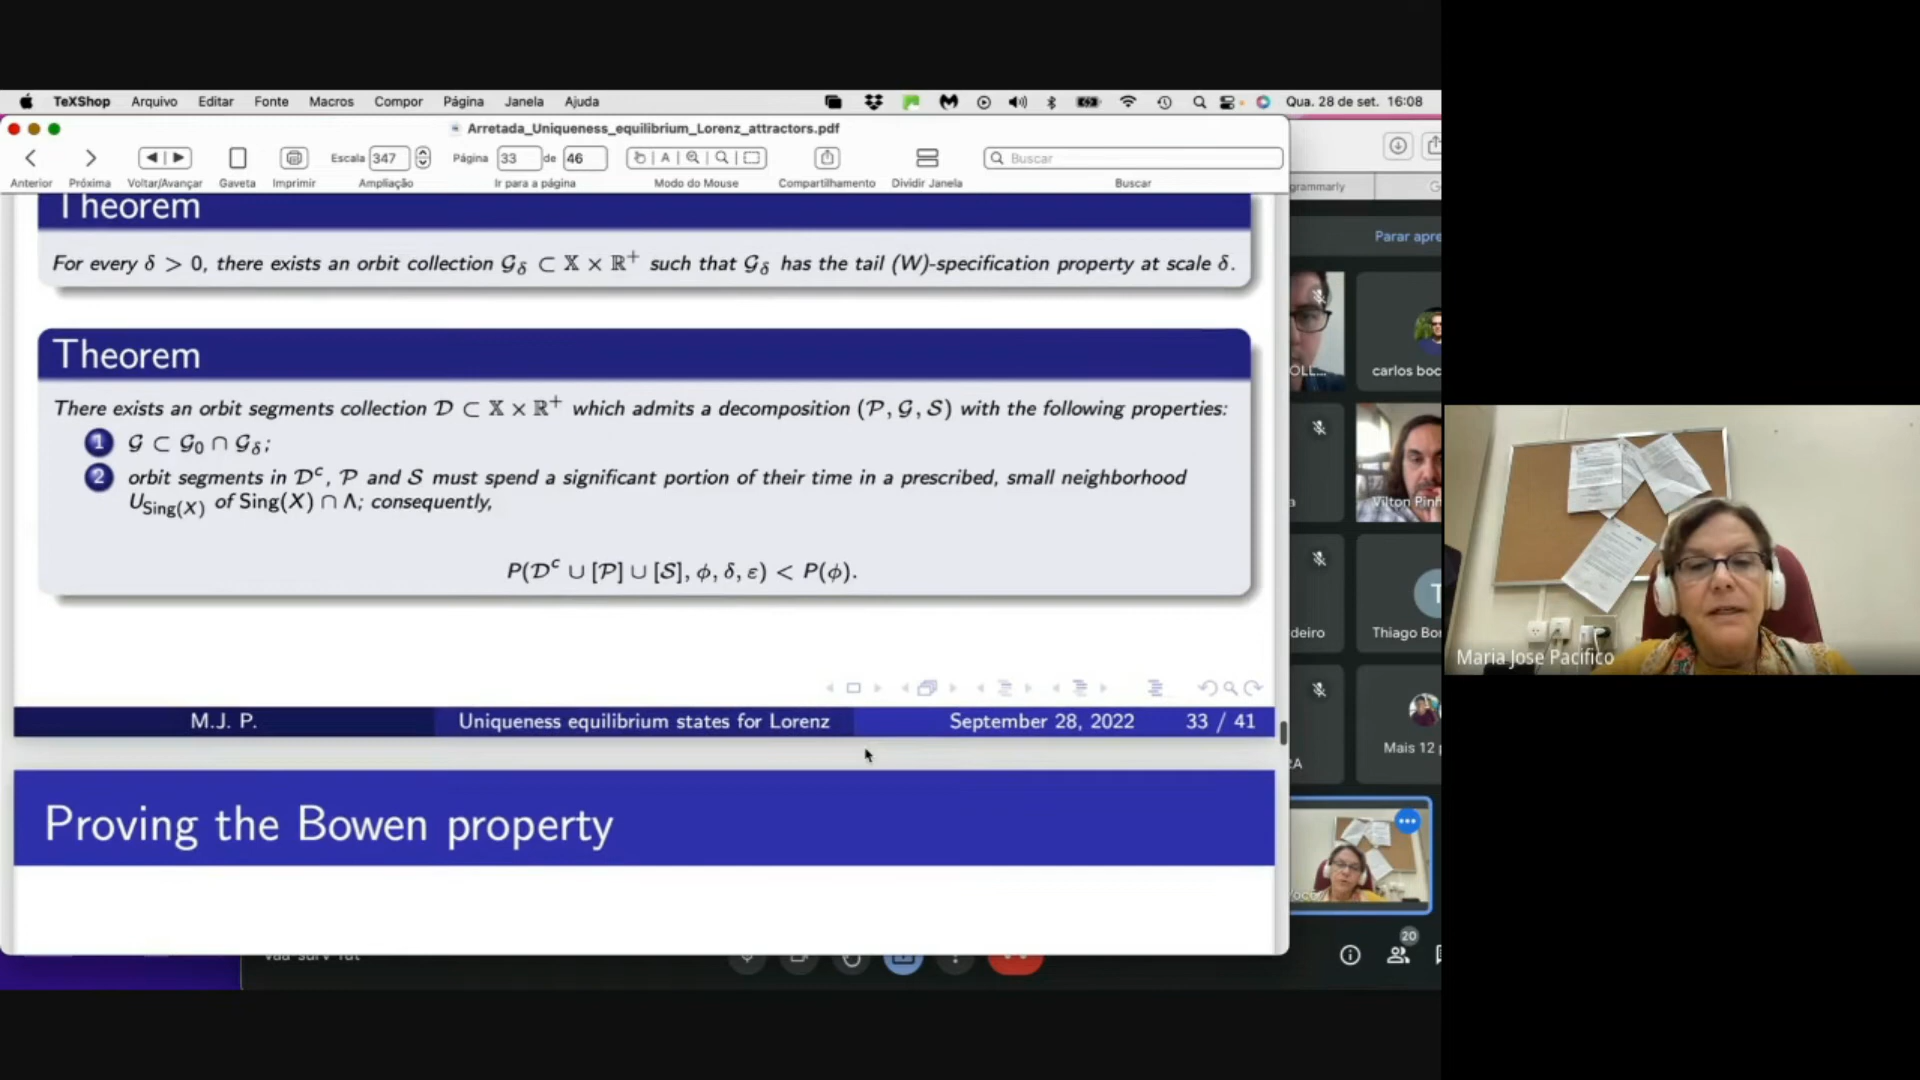 TeXShop Arquivo Editar Fonte Macros Compor Página Janela Ajuda Qua. 28 de set. 16:08
Arretada_Uniqueness_equilibrium_Lorenz_attractors.pdf
Escala 347 Página 33 de 46 Buscar
Anterior Próxima Voltar/Avançar Gaveta Imprimir Ampliação Ir para a página Modo do Mouse Compartilhamento Dividir Janela Buscar
grammarly
Parar apre
Theorem
For every δ > 0, there exists an orbit collection 𝒢_δ ⊂ 𝕏 × ℝ⁺ such that 𝒢_δ has the tail (W)-specification property at scale δ.
Theorem
There exists an orbit segments collection 𝒟 ⊂ 𝕏 × ℝ⁺ which admits a decomposition (𝒫, 𝒢, 𝒮) with the following properties:
1 𝒢 ⊂ 𝒢₀ ∩ 𝒢_δ;
2 orbit segments in 𝒟ᶜ, 𝒫 and 𝒮 must spend a significant portion of their time in a prescribed, small neighborhood
U_Sing(X) of Sing(X) ∩ Λ; consequently,
P(𝒟ᶜ ∪ [𝒫] ∪ [𝒮], ϕ, δ, ε) < P(ϕ).
M.J. P. Uniqueness equilibrium states for Lorenz September 28, 2022 33 / 41
Proving the Bowen property
OLL...
carlos boc
Vilton Pinh
deiro
Thiago Bor
Mais 12 p
RA
20
Maria Jose Pacifico